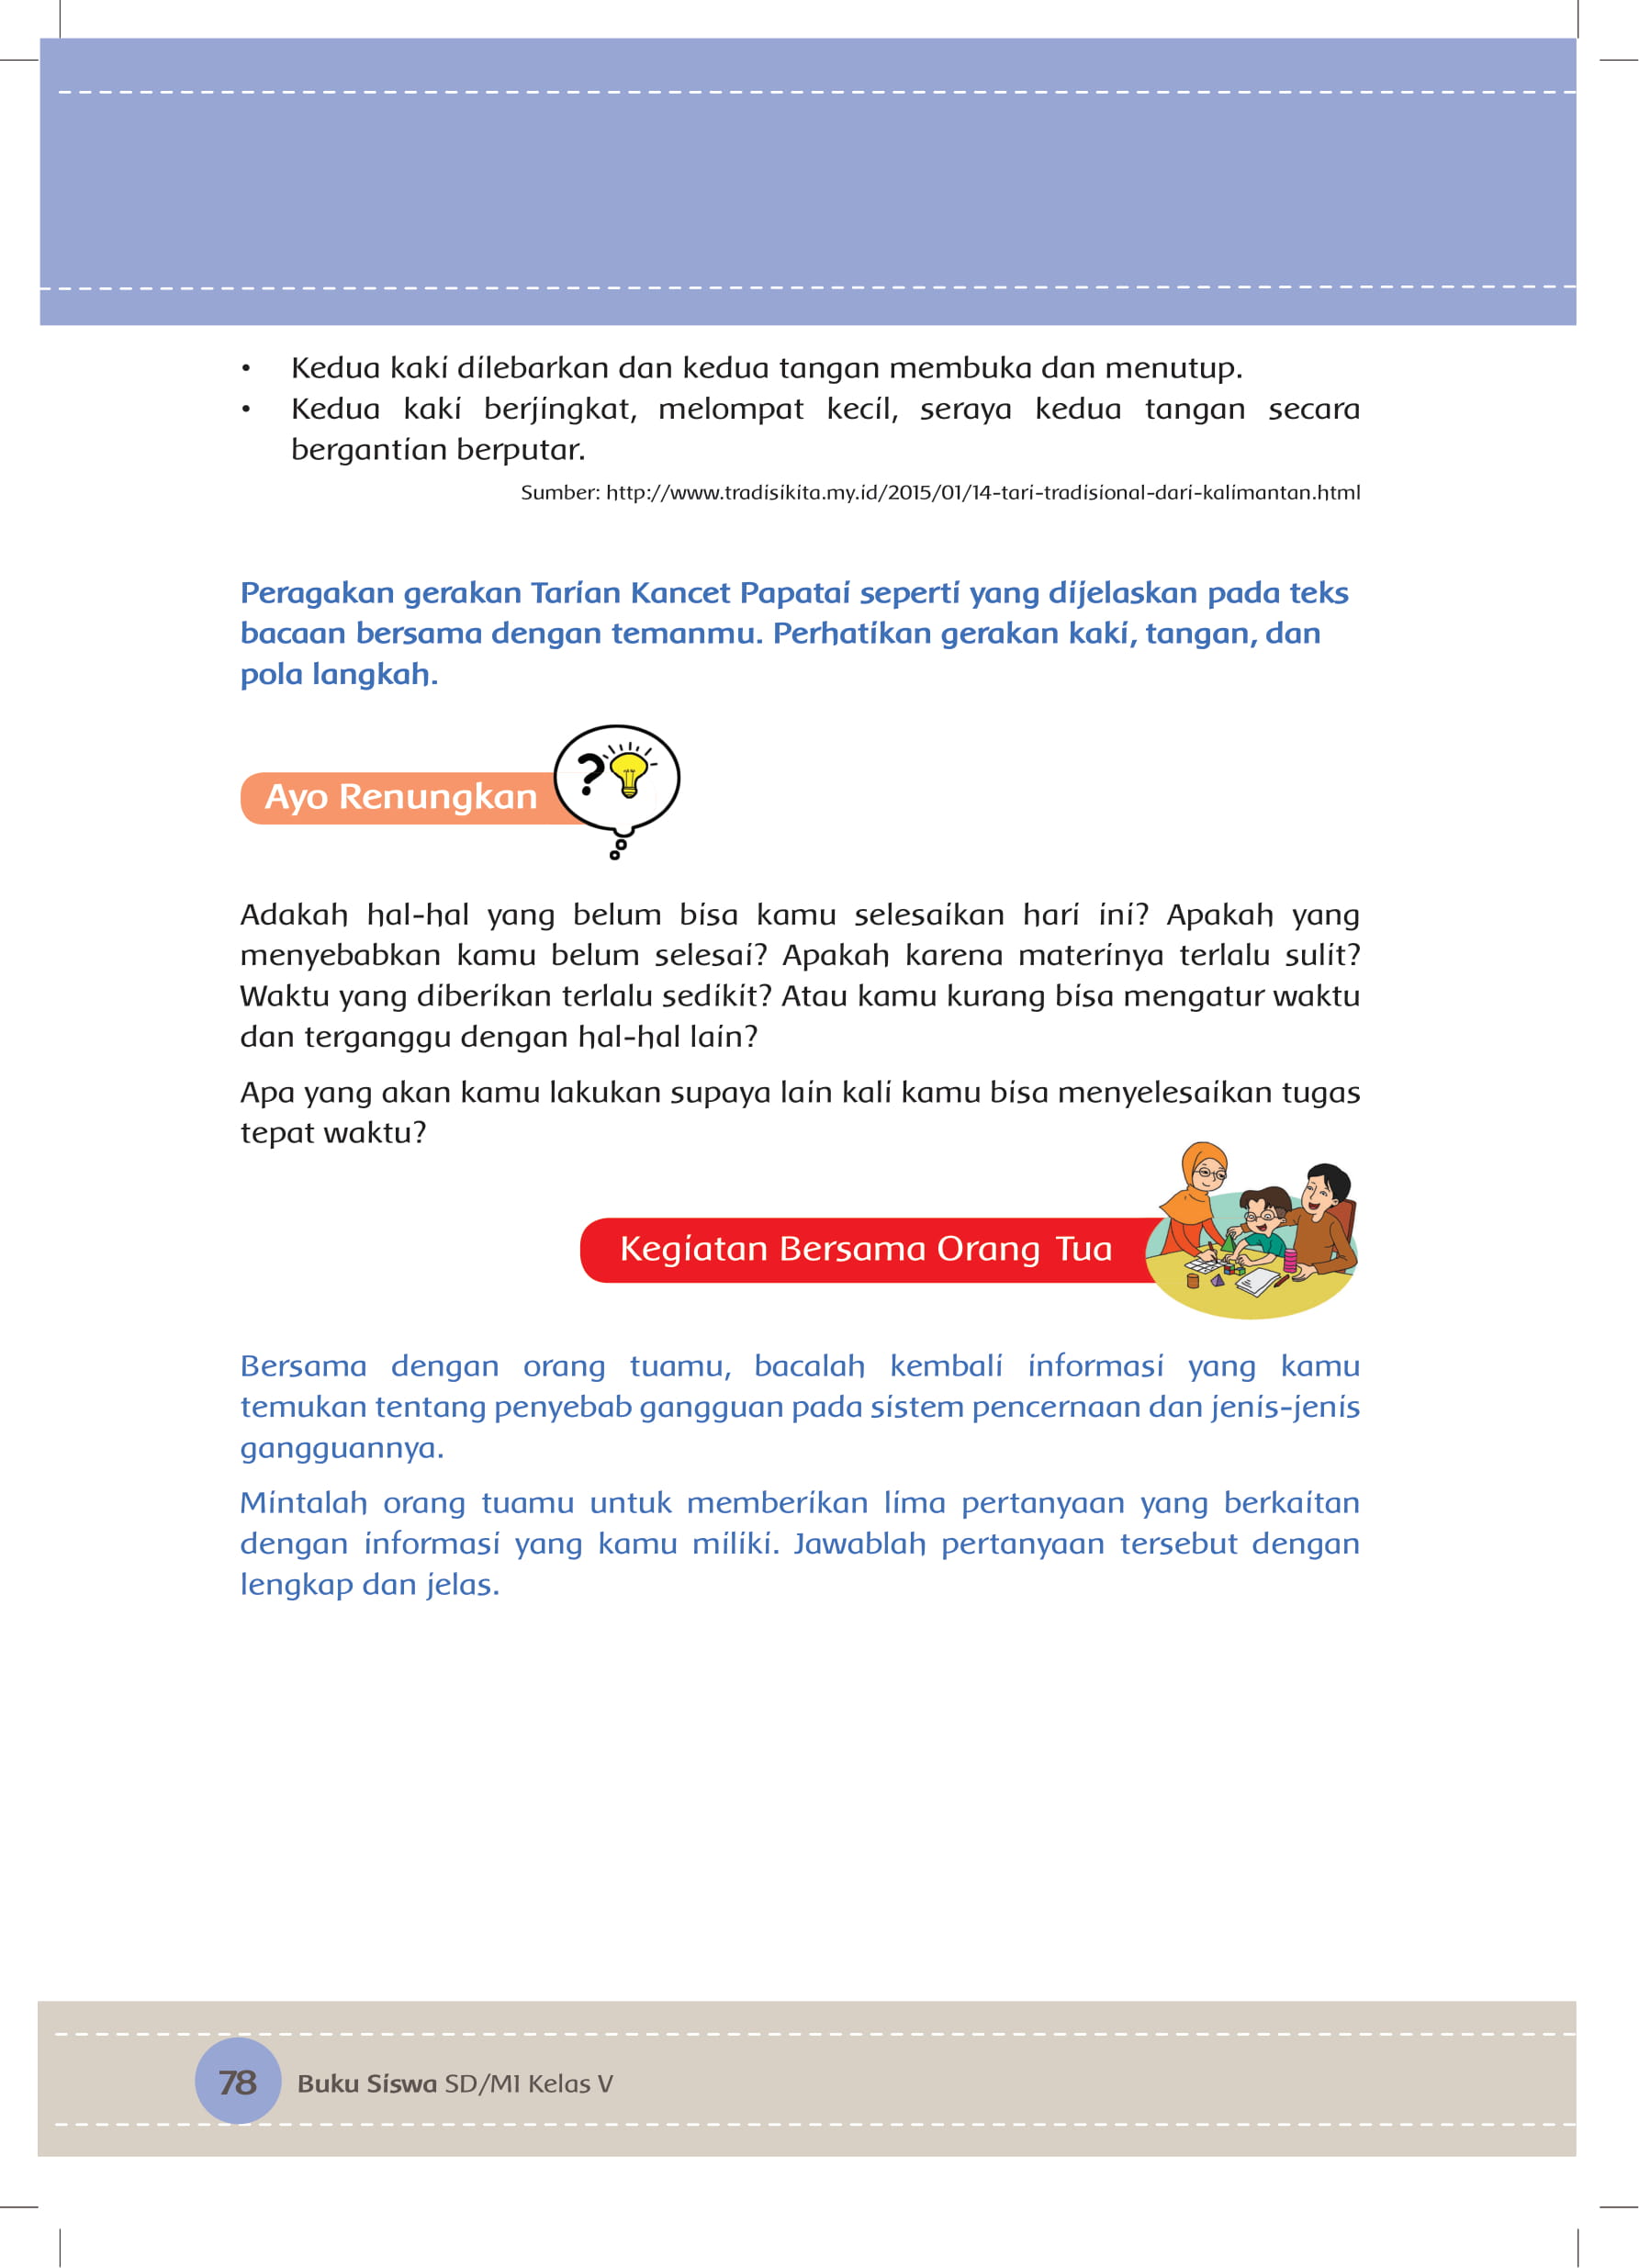 • Kedua kaki dilebarkan dan kedua tangan membuka dan menutup.
• Kedua kaki berjingkat, melompat kecil, seraya kedua tangan secara
bergantian berputar.
Sumber: http://www.tradisikita.my.id/2015/01/14-tari-tradisional-dari-kalimantan.html
Peragakan gerakan Tarian Kancet Papatai seperti yang dijelaskan pada teks
bacaan bersama dengan temanmu. Perhatikan gerakan kaki, tangan, dan
pola langkah.
?
Ayo Renungkan
Adakah hal-hal yang belum bisa kamu selesaikan hari ini? Apakah yang
menyebabkan kamu belum selesai? Apakah karena materinya terlalu sulit?
Waktu yang diberikan terlalu sedikit? Atau kamu kurang bisa mengatur waktu
dan terganggu dengan hal-hal lain?
Apa yang akan kamu lakukan supaya lain kali kamu bisa menyelesaikan tugas
tepat waktu?
Kegiatan Bersama Orang Tua
Bersama dengan orang tuamu, bacalah kembali informasi yang kamu
temukan tentang penyebab gangguan pada sistem pencernaan dan jenis-jenis
gangguannya.
Mintalah orang tuamu untuk memberikan lima pertanyaan yang berkaitan
dengan informasi yang kamu miliki. Jawablah pertanyaan tersebut dengan
lengkap dan jelas.
78 Buku Siswa SD/MI Kelas V